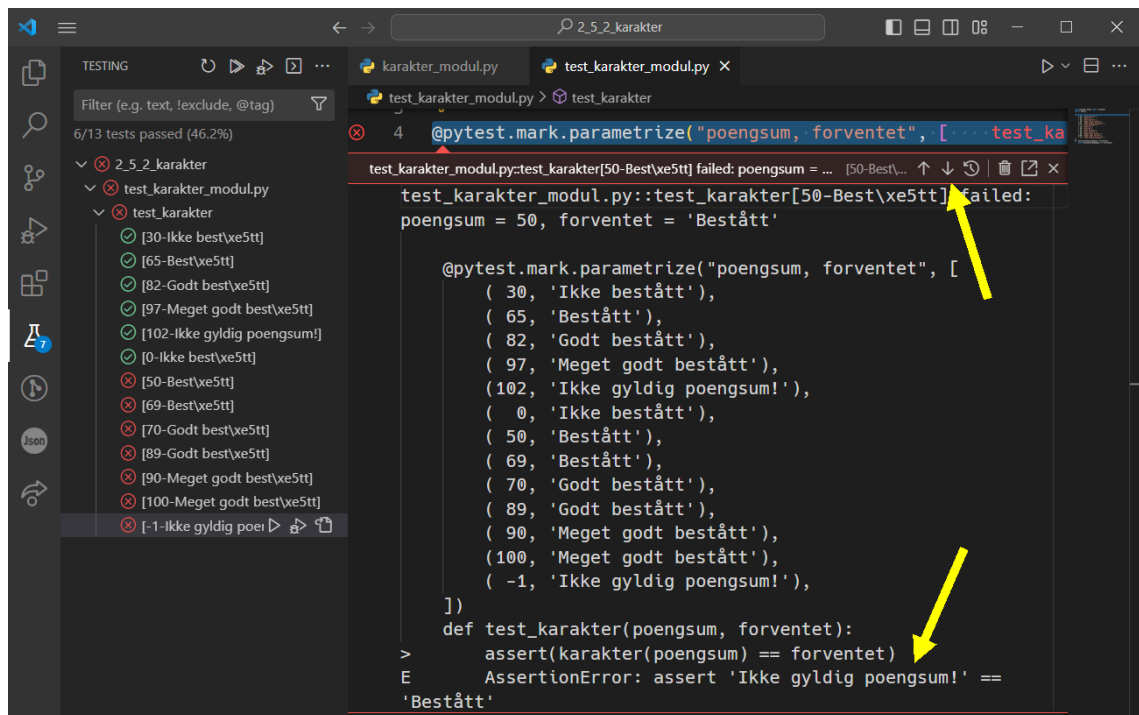 2_5_2_karakter
TESTING
karakter_modul.py
test_karakter_modul.py
Filter (e.g. text, !exclude, @tag)
test_karakter_modul.py > test_karakter
6/13 tests passed (46.2%)
4 @pytest.mark.parametrize("poengsum, forventet", [····test_ka
2_5_2_karakter
test_karakter_modul.py
test_karakter
[30-Ikke best\xe5tt]
[65-Best\xe5tt]
[82-Godt best\xe5tt]
[97-Meget godt best\xe5tt]
[102-Ikke gyldig poengsum!]
[0-Ikke best\xe5tt]
[50-Best\xe5tt]
[69-Best\xe5tt]
[70-Godt best\xe5tt]
[89-Godt best\xe5tt]
[90-Meget godt best\xe5tt]
[100-Meget godt best\xe5tt]
[-1-Ikke gyldig poei
7
Json
test_karakter_modul.py::test_karakter[50-Best\xe5tt] failed: poengsum = ... [50-Best\...
test_karakter_modul.py::test_karakter[50-Best\xe5tt] failed:
poengsum = 50, forventet = 'Bestått'
@pytest.mark.parametrize("poengsum, forventet", [
( 30, 'Ikke bestått'),
( 65, 'Bestått'),
( 82, 'Godt bestått'),
( 97, 'Meget godt bestått'),
(102, 'Ikke gyldig poengsum!'),
(  0, 'Ikke bestått'),
( 50, 'Bestått'),
( 69, 'Bestått'),
( 70, 'Godt bestått'),
( 89, 'Godt bestått'),
( 90, 'Meget godt bestått'),
(100, 'Meget godt bestått'),
( -1, 'Ikke gyldig poengsum!'),
])
def test_karakter(poengsum, forventet):
> assert(karakter(poengsum) == forventet)
E AssertionError: assert 'Ikke gyldig poengsum!' ==
'Bestått'